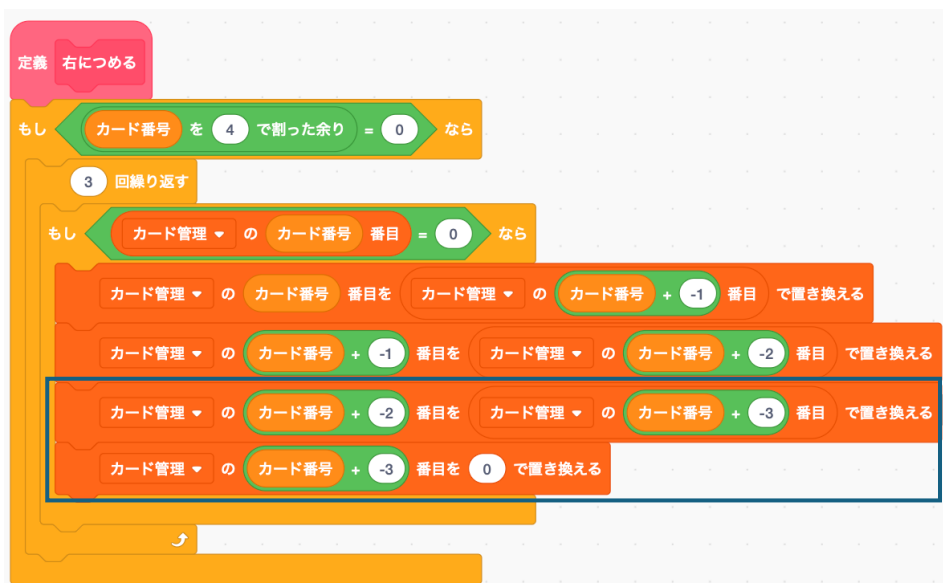 定義 右につめる
もし カード番号 を 4 で割った余り = 0 なら
3 回繰り返す
もし カード管理 の カード番号 番目 = 0 なら
カード管理 の カード番号 番目を カード管理 の カード番号 + -1 番目 で置き換える
カード管理 の カード番号 + -1 番目を カード管理 の カード番号 + -2 番目 で置き換える
カード管理 の カード番号 + -2 番目を カード管理 の カード番号 + -3 番目 で置き換える
カード管理 の カード番号 + -3 番目を 0 で置き換える